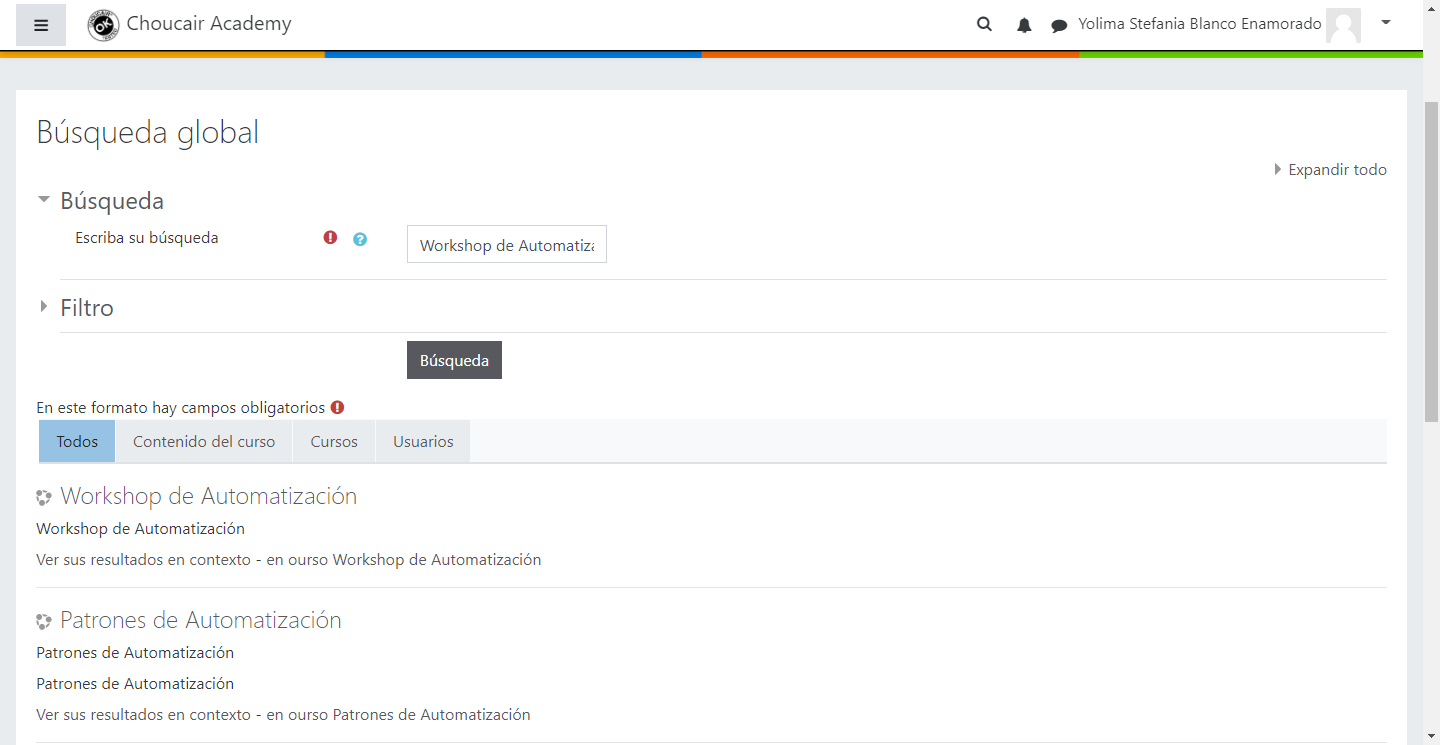 Choucair Academy
Yolima Stefania Blanco Enamorado
Búsqueda global
Expandir todo
Búsqueda
Escriba su búsqueda
Workshop de Automatiza
Filtro
Búsqueda
En este formato hay campos obligatorios
Todos
Contenido del curso
Cursos
Usuarios
Workshop de Automatización
Workshop de Automatización
Ver sus resultados en contexto - en ourso Workshop de Automatización
Patrones de Automatización
Patrones de Automatización
Patrones de Automatización
Ver sus resultados en contexto - en ourso Patrones de Automatización